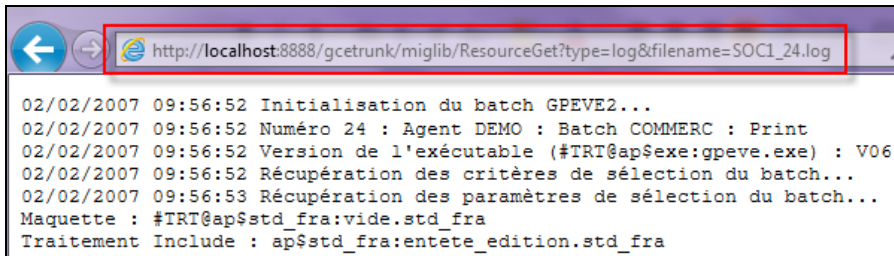 http://localhost:8888/gcetrunk/miglib/ResourceGet?type=log&filename=SOC1_24.log
02/02/2007 09:56:52 Initialisation du batch GPEVE2...
02/02/2007 09:56:52 Numéro 24 : Agent DEMO : Batch COMMERC : Print
02/02/2007 09:56:52 Version de l'exécutable (#TRT@ap$exe:gpeve.exe) : V06
02/02/2007 09:56:52 Récupération des critères de sélection du batch...
02/02/2007 09:56:53 Récupération des paramètres de sélection du batch...
Maquette : #TRT@ap$std_fra:vide.std_fra
Traitement Include : ap$std_fra:entete_edition.std_fra